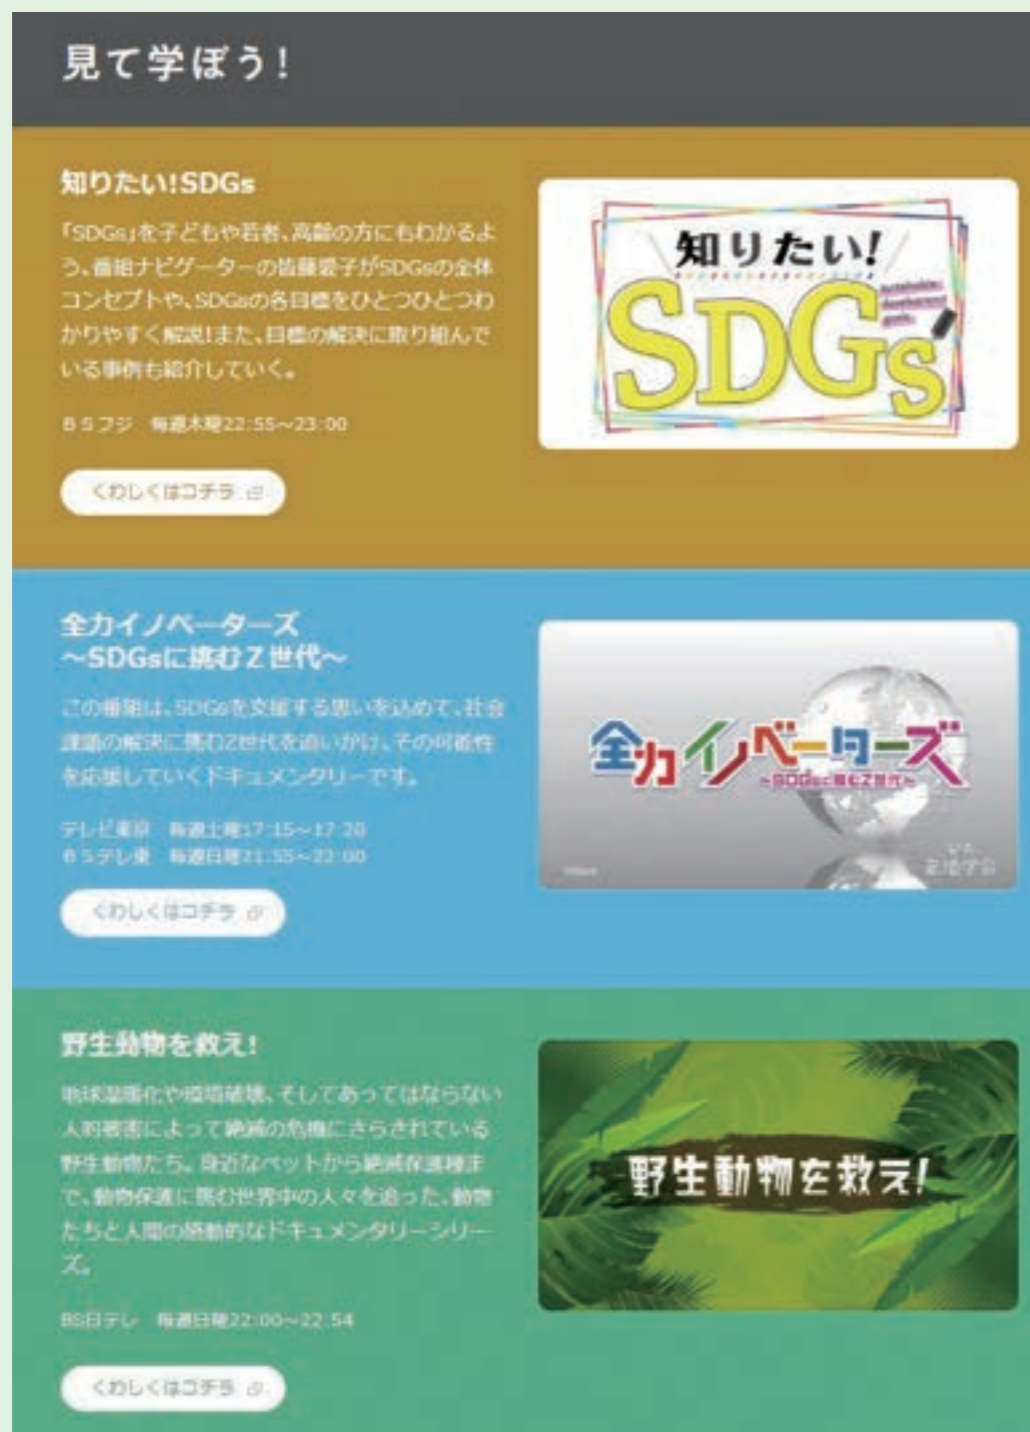 見て学ぼう!
知りたい!SDGs
「SDGs」を子どもや若者、高齢の方にもわかるよ
う、番組ナビゲーターの皆藤愛子がSDGsの全体
コンセプトや、SDGsの各目標をひとつひとつわ
かりやすく解説!また、目標の解決に取り組んで
いる事例も紹介していく。
BSフジ 毎週木曜22:55~23:00
くわしくはコチラ
知りたい!
SDGs
sustainable
development
goals
全力イノベーターズ
~SDGsに挑むZ世代~
この番組は、SDGsを支援する思いを込めて、社会
課題の解決に挑むZ世代を追いかけ、その可能性
を応援していくドキュメンタリーです。
テレビ東京 毎週土曜17:15~17:20
BSテレ東 毎週日曜21:55~22:00
くわしくはコチラ
全力イノベーターズ
~SDGsに挑むZ世代~
野生動物を救え!
地球温暖化や環境破壊、そしてあってはならない
人的被害によって絶滅の危機にさらされている
野生動物たち。身近なペットから絶滅保護種ま
で、動物保護に挑む世界中の人々を追った、動物
たちと人間の感動的なドキュメンタリーシリー
ズ。
BS日テレ 毎週日曜22:00~22:54
くわしくはコチラ
野生動物を救え!